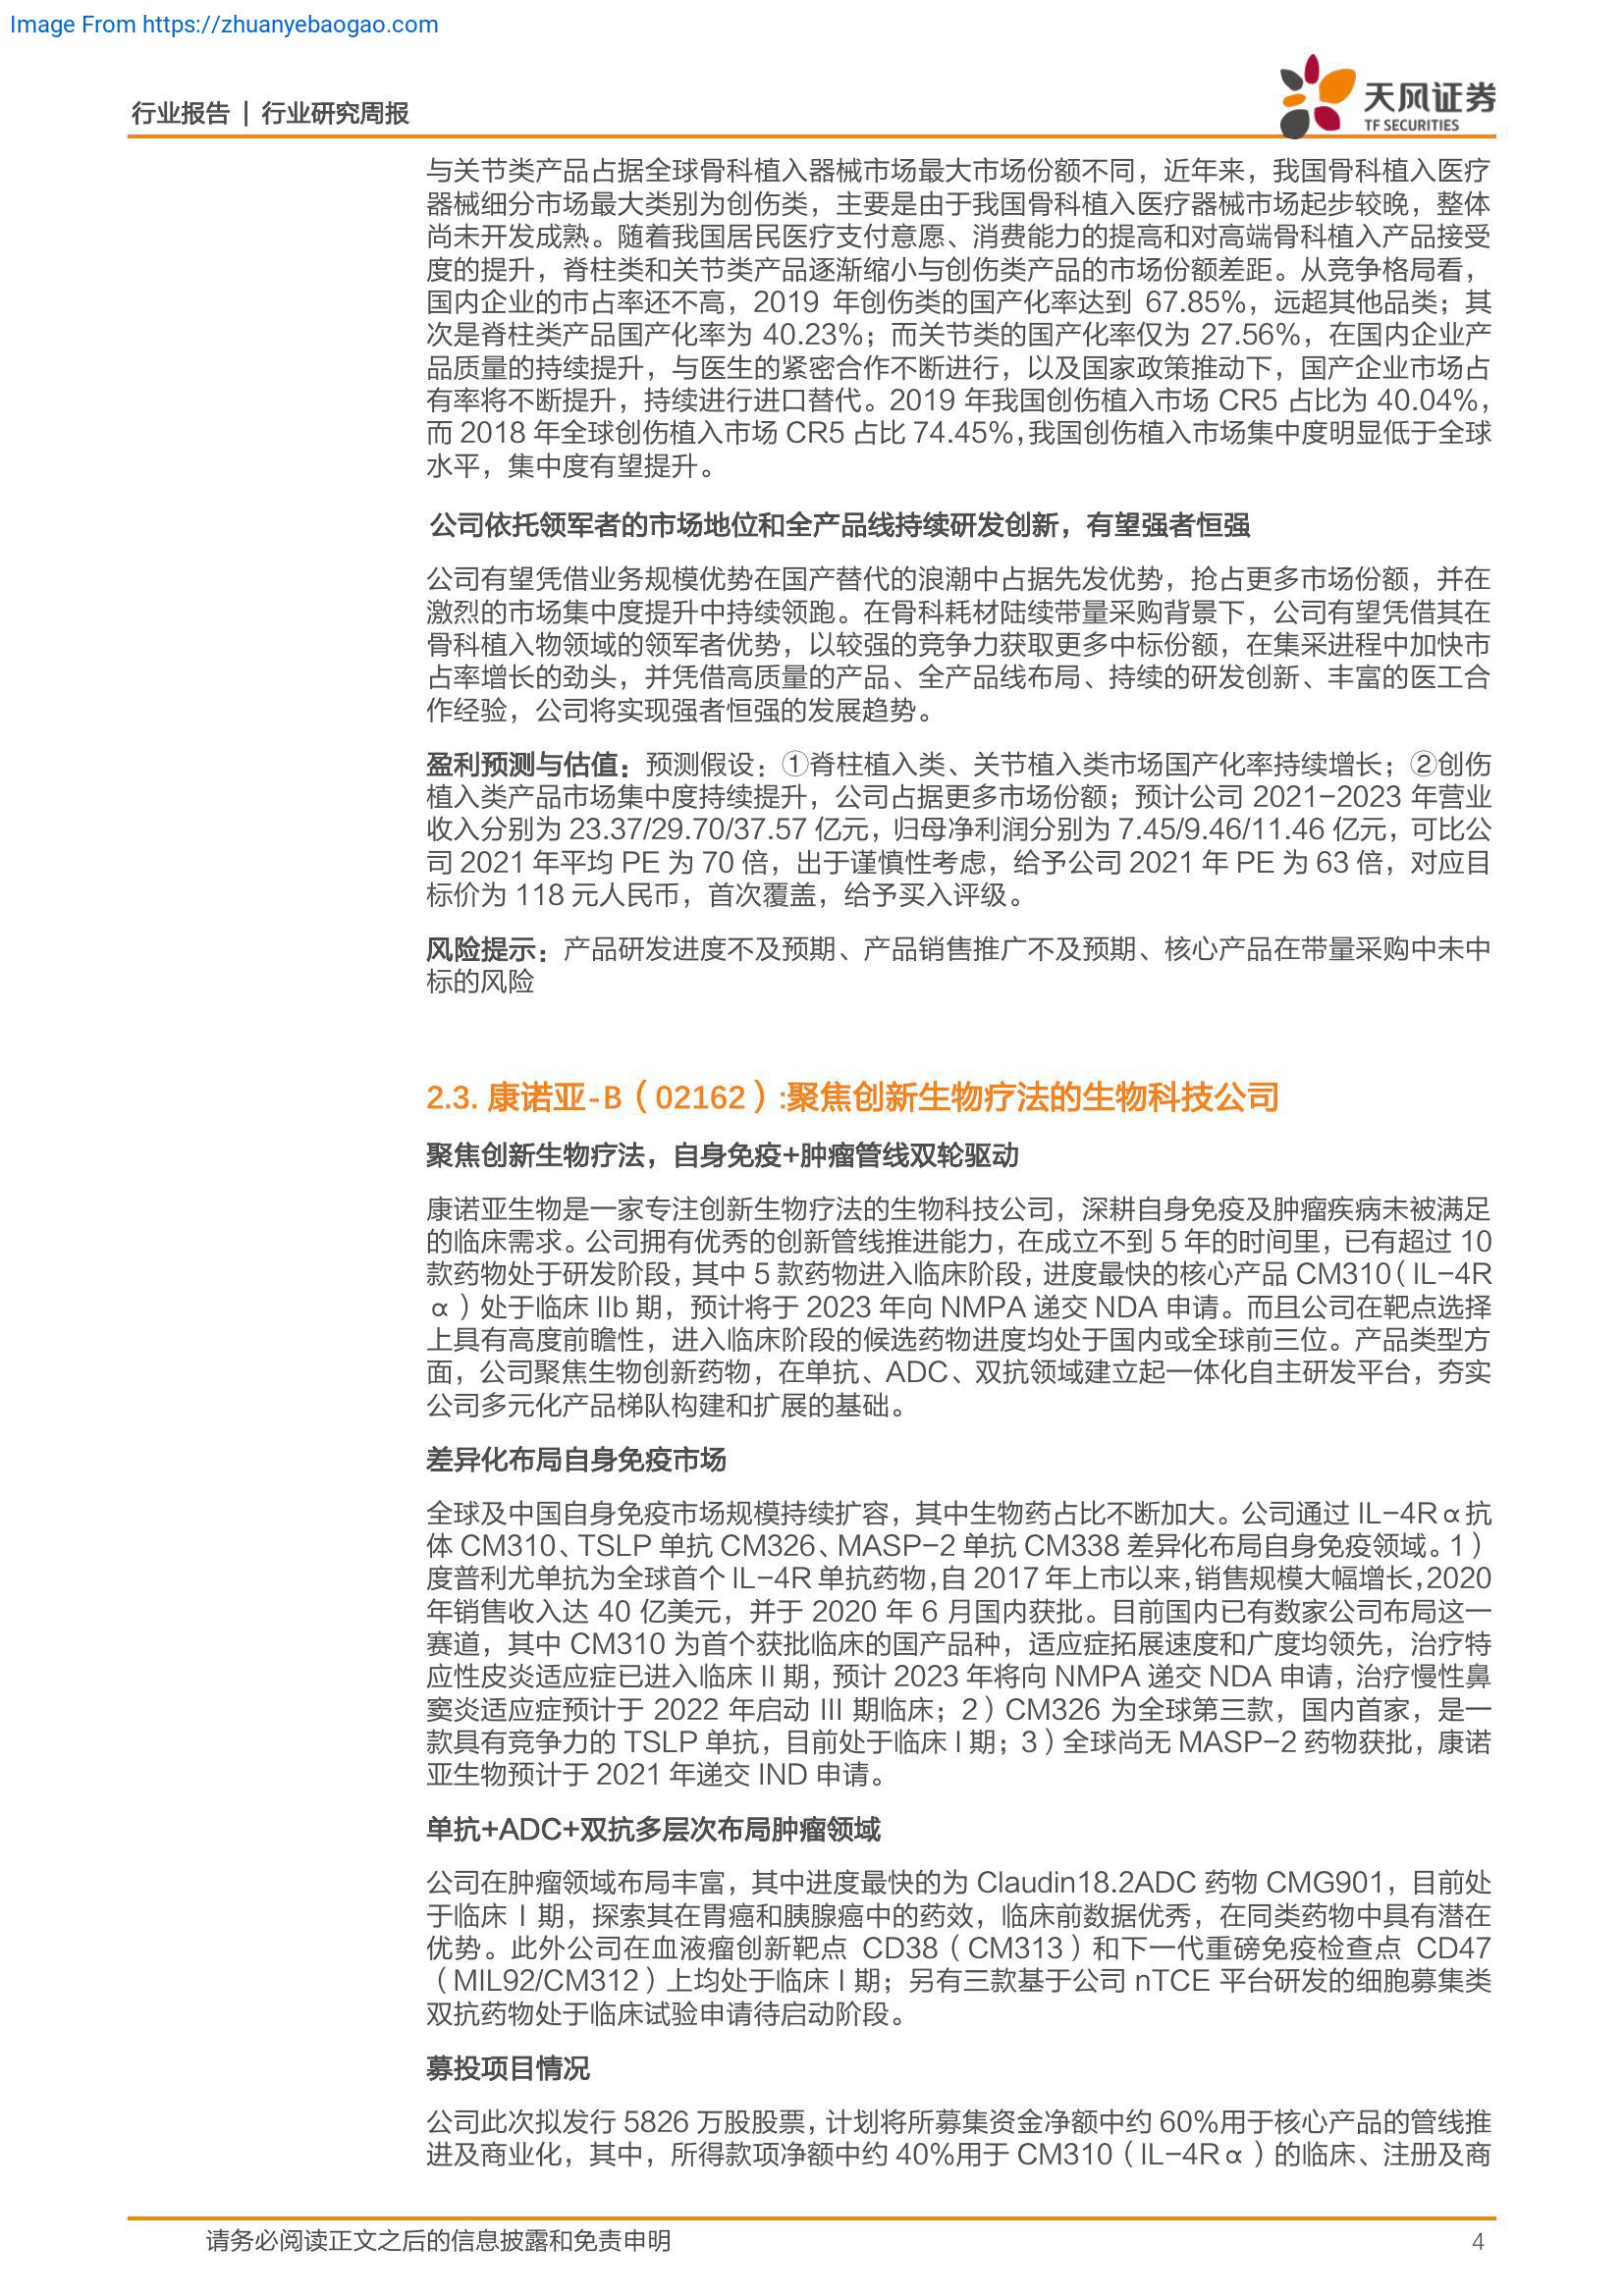 Image From https://zhuanyebaogao.com
行业报告 | 行业研究周报
天风证券
TF SECURITIES
与关节类产品占据全球骨科植入器械市场最大市场份额不同，近年来，我国骨科植入医疗
器械细分市场最大类别为创伤类，主要是由于我国骨科植入医疗器械市场起步较晚，整体
尚未开发成熟。随着我国居民医疗支付意愿、消费能力的提高和对高端骨科植入产品接受
度的提升，脊柱类和关节类产品逐渐缩小与创伤类产品的市场份额差距。从竞争格局看，
国内企业的市占率还不高，2019 年创伤类的国产化率达到 67.85%，远超其他品类；其
次是脊柱类产品国产化率为 40.23%；而关节类的国产化率仅为 27.56%，在国内企业产
品质量的持续提升，与医生的紧密合作不断进行，以及国家政策推动下，国产企业市场占
有率将不断提升，持续进行进口替代。2019 年我国创伤植入市场 CR5 占比为 40.04%，
而 2018 年全球创伤植入市场 CR5 占比 74.45%，我国创伤植入市场集中度明显低于全球
水平，集中度有望提升。
公司依托领军者的市场地位和全产品线持续研发创新，有望强者恒强
公司有望凭借业务规模优势在国产替代的浪潮中占据先发优势，抢占更多市场份额，并在
激烈的市场集中度提升中持续领跑。在骨科耗材陆续带量采购背景下，公司有望凭借其在
骨科植入物领域的领军者优势，以较强的竞争力获取更多中标份额，在集采进程中加快市
占率增长的劲头，并凭借高质量的产品、全产品线布局、持续的研发创新、丰富的医工合
作经验，公司将实现强者恒强的发展趋势。
盈利预测与估值：预测假设：①脊柱植入类、关节植入类市场国产化率持续增长；②创伤
植入类产品市场集中度持续提升，公司占据更多市场份额；预计公司 2021-2023 年营业
收入分别为 23.37/29.70/37.57 亿元，归母净利润分别为 7.45/9.46/11.46 亿元，可比公
司 2021 年平均 PE 为 70 倍，出于谨慎性考虑，给予公司 2021 年 PE 为 63 倍，对应目
标价为 118 元人民币，首次覆盖，给予买入评级。
风险提示：产品研发进度不及预期、产品销售推广不及预期、核心产品在带量采购中未中
标的风险
2.3. 康诺亚-B（02162）:聚焦创新生物疗法的生物科技公司
聚焦创新生物疗法，自身免疫+肿瘤管线双轮驱动
康诺亚生物是一家专注创新生物疗法的生物科技公司，深耕自身免疫及肿瘤疾病未被满足
的临床需求。公司拥有优秀的创新管线推进能力，在成立不到 5 年的时间里，已有超过 10
款药物处于研发阶段，其中 5 款药物进入临床阶段，进度最快的核心产品 CM310（IL-4R
α）处于临床 IIb 期，预计将于 2023 年向 NMPA 递交 NDA 申请。而且公司在靶点选择
上具有高度前瞻性，进入临床阶段的候选药物进度均处于国内或全球前三位。产品类型方
面，公司聚焦生物创新药物，在单抗、ADC、双抗领域建立起一体化自主研发平台，夯实
公司多元化产品梯队构建和扩展的基础。
差异化布局自身免疫市场
全球及中国自身免疫市场规模持续扩容，其中生物药占比不断加大。公司通过 IL-4Rα抗
体 CM310、TSLP 单抗 CM326、MASP-2 单抗 CM338 差异化布局自身免疫领域。1）
度普利尤单抗为全球首个 IL-4R 单抗药物，自 2017 年上市以来，销售规模大幅增长，2020
年销售收入达 40 亿美元，并于 2020 年 6 月国内获批。目前国内已有数家公司布局这一
赛道，其中 CM310 为首个获批临床的国产品种，适应症拓展速度和广度均领先，治疗特
应性皮炎适应症已进入临床 II 期，预计 2023 年将向 NMPA 递交 NDA 申请，治疗慢性鼻
窦炎适应症预计于 2022 年启动 III 期临床；2）CM326 为全球第三款，国内首家，是一
款具有竞争力的 TSLP 单抗，目前处于临床 I 期；3）全球尚无 MASP-2 药物获批，康诺
亚生物预计于 2021 年递交 IND 申请。
单抗+ADC+双抗多层次布局肿瘤领域
公司在肿瘤领域布局丰富，其中进度最快的为 Claudin18.2ADC 药物 CMG901，目前处
于临床 I 期，探索其在胃癌和胰腺癌中的药效，临床前数据优秀，在同类药物中具有潜在
优势。此外公司在血液瘤创新靶点 CD38（CM313）和下一代重磅免疫检查点 CD47
（MIL92/CM312）上均处于临床 I 期；另有三款基于公司 nTCE 平台研发的细胞募集类
双抗药物处于临床试验申请待启动阶段。
募投项目情况
公司此次拟发行 5826 万股股票，计划将所募集资金净额中约 60%用于核心产品的管线推
进及商业化，其中，所得款项净额中约 40%用于 CM310（IL-4Rα）的临床、注册及商
请务必阅读正文之后的信息披露和免责申明
4